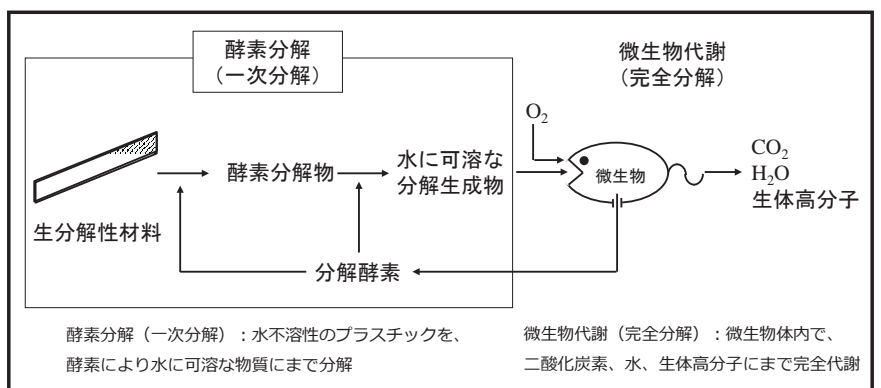 酵素分解
（一次分解）
微生物代謝
（完全分解）
O₂
生分解性材料
酵素分解物
水に可溶な
分解生成物
微生物
CO₂
H₂O
生体高分子
分解酵素
酵素分解（一次分解）：水不溶性のプラスチックを、
酵素により水に可溶な物質にまで分解
微生物代謝（完全分解）：微生物体内で、
二酸化炭素、水、生体高分子にまで完全代謝